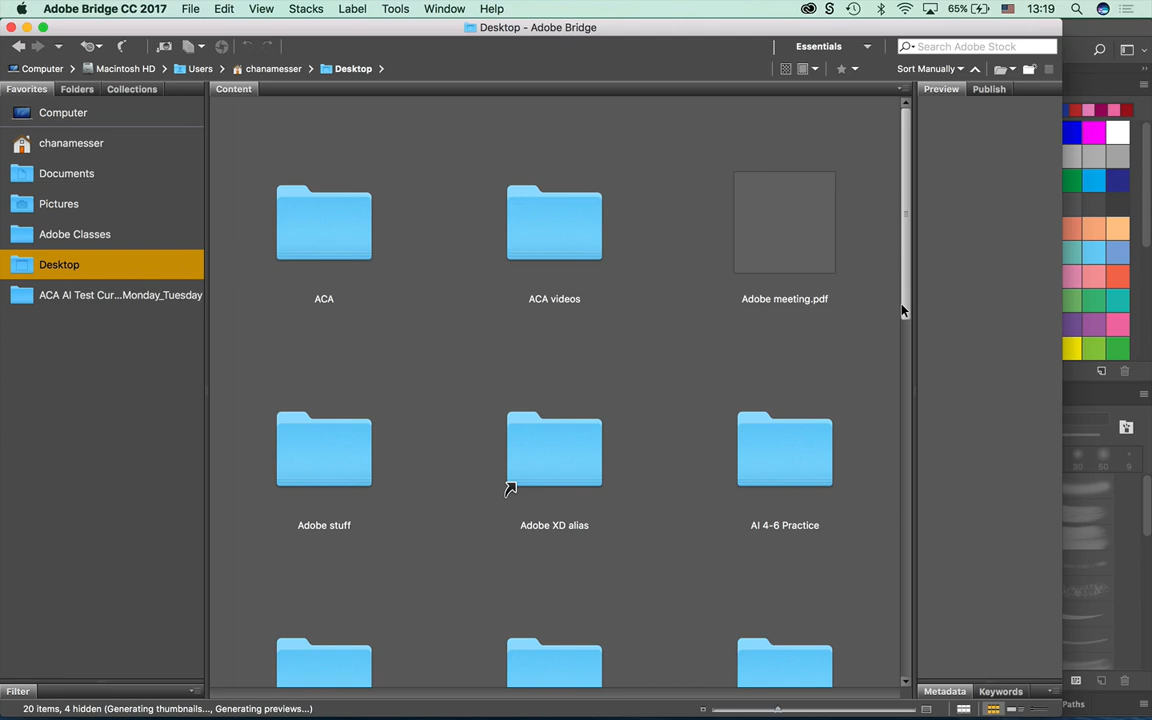 Adobe Bridge CC 2017 File Edit View Stacks Label Tools Window Help 65% 13:19
Desktop - Adobe Bridge
Essentials Search Adobe Stock
Computer Macintosh HD Users chanamesser Desktop Sort Manually
Favorites Folders Collections Content Preview Publish
Computer
chanamesser
Documents
Pictures
Adobe Classes
Desktop
ACA AI Test Cur...Monday_Tuesday
ACA ACA videos Adobe meeting.pdf
Adobe stuff Adobe XD alias AI 4-6 Practice
30 50 9
Filter Metadata Keywords
Paths
20 items, 4 hidden (Generating thumbnails..., Generating previews...)